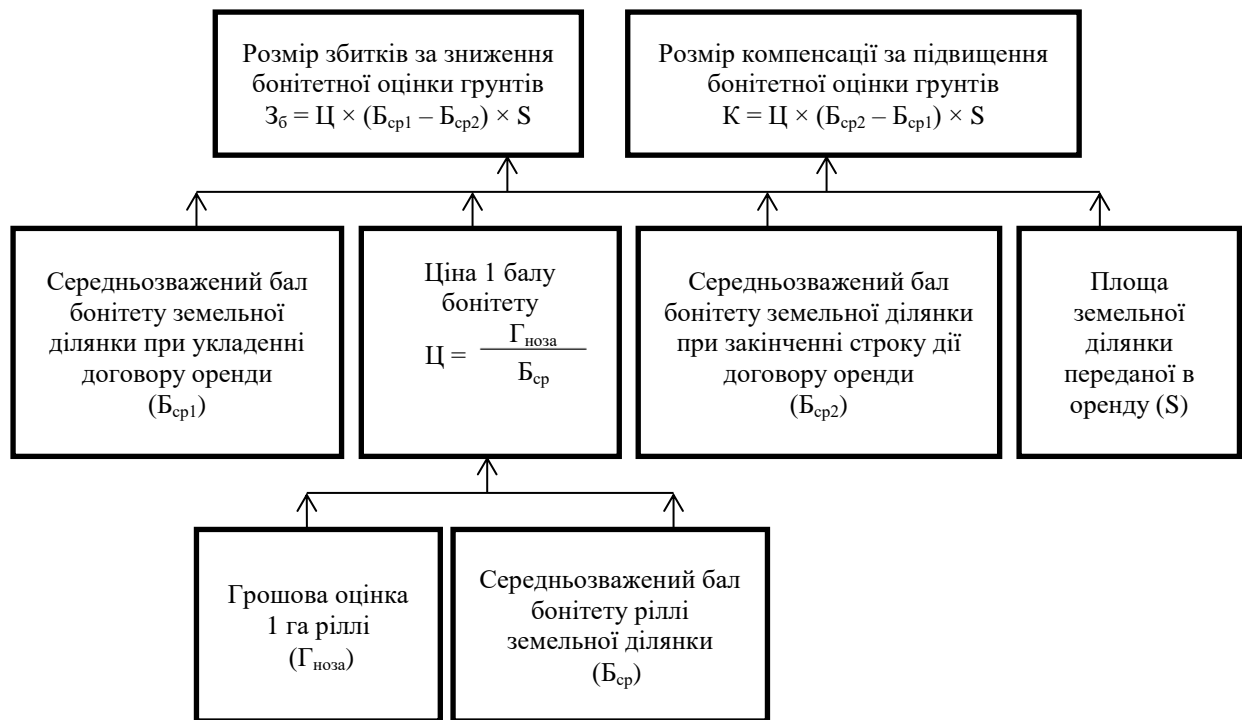 Розмір збитків за зниження
бонітетної оцінки грунтів
Зб = Ц × (Бср1 – Бср2) × S
Розмір компенсації за підвищення
бонітетної оцінки грунтів
К = Ц × (Бср2 – Бср1) × S
Середньозважений бал
бонітету земельної
ділянки при укладенні
договору оренди
(Бср1)
Ціна 1 балу
бонітету
Гноза
Ц =
Бср
Середньозважений бал
бонітету земельної ділянки
при закінченні строку дії
договору оренди
(Бср2)
Площа
земельної
ділянки
переданої в
оренду (S)
Грошова оцінка
1 га ріллі
(Гноза)
Середньозважений бал
бонітету ріллі
земельної ділянки
(Бср)